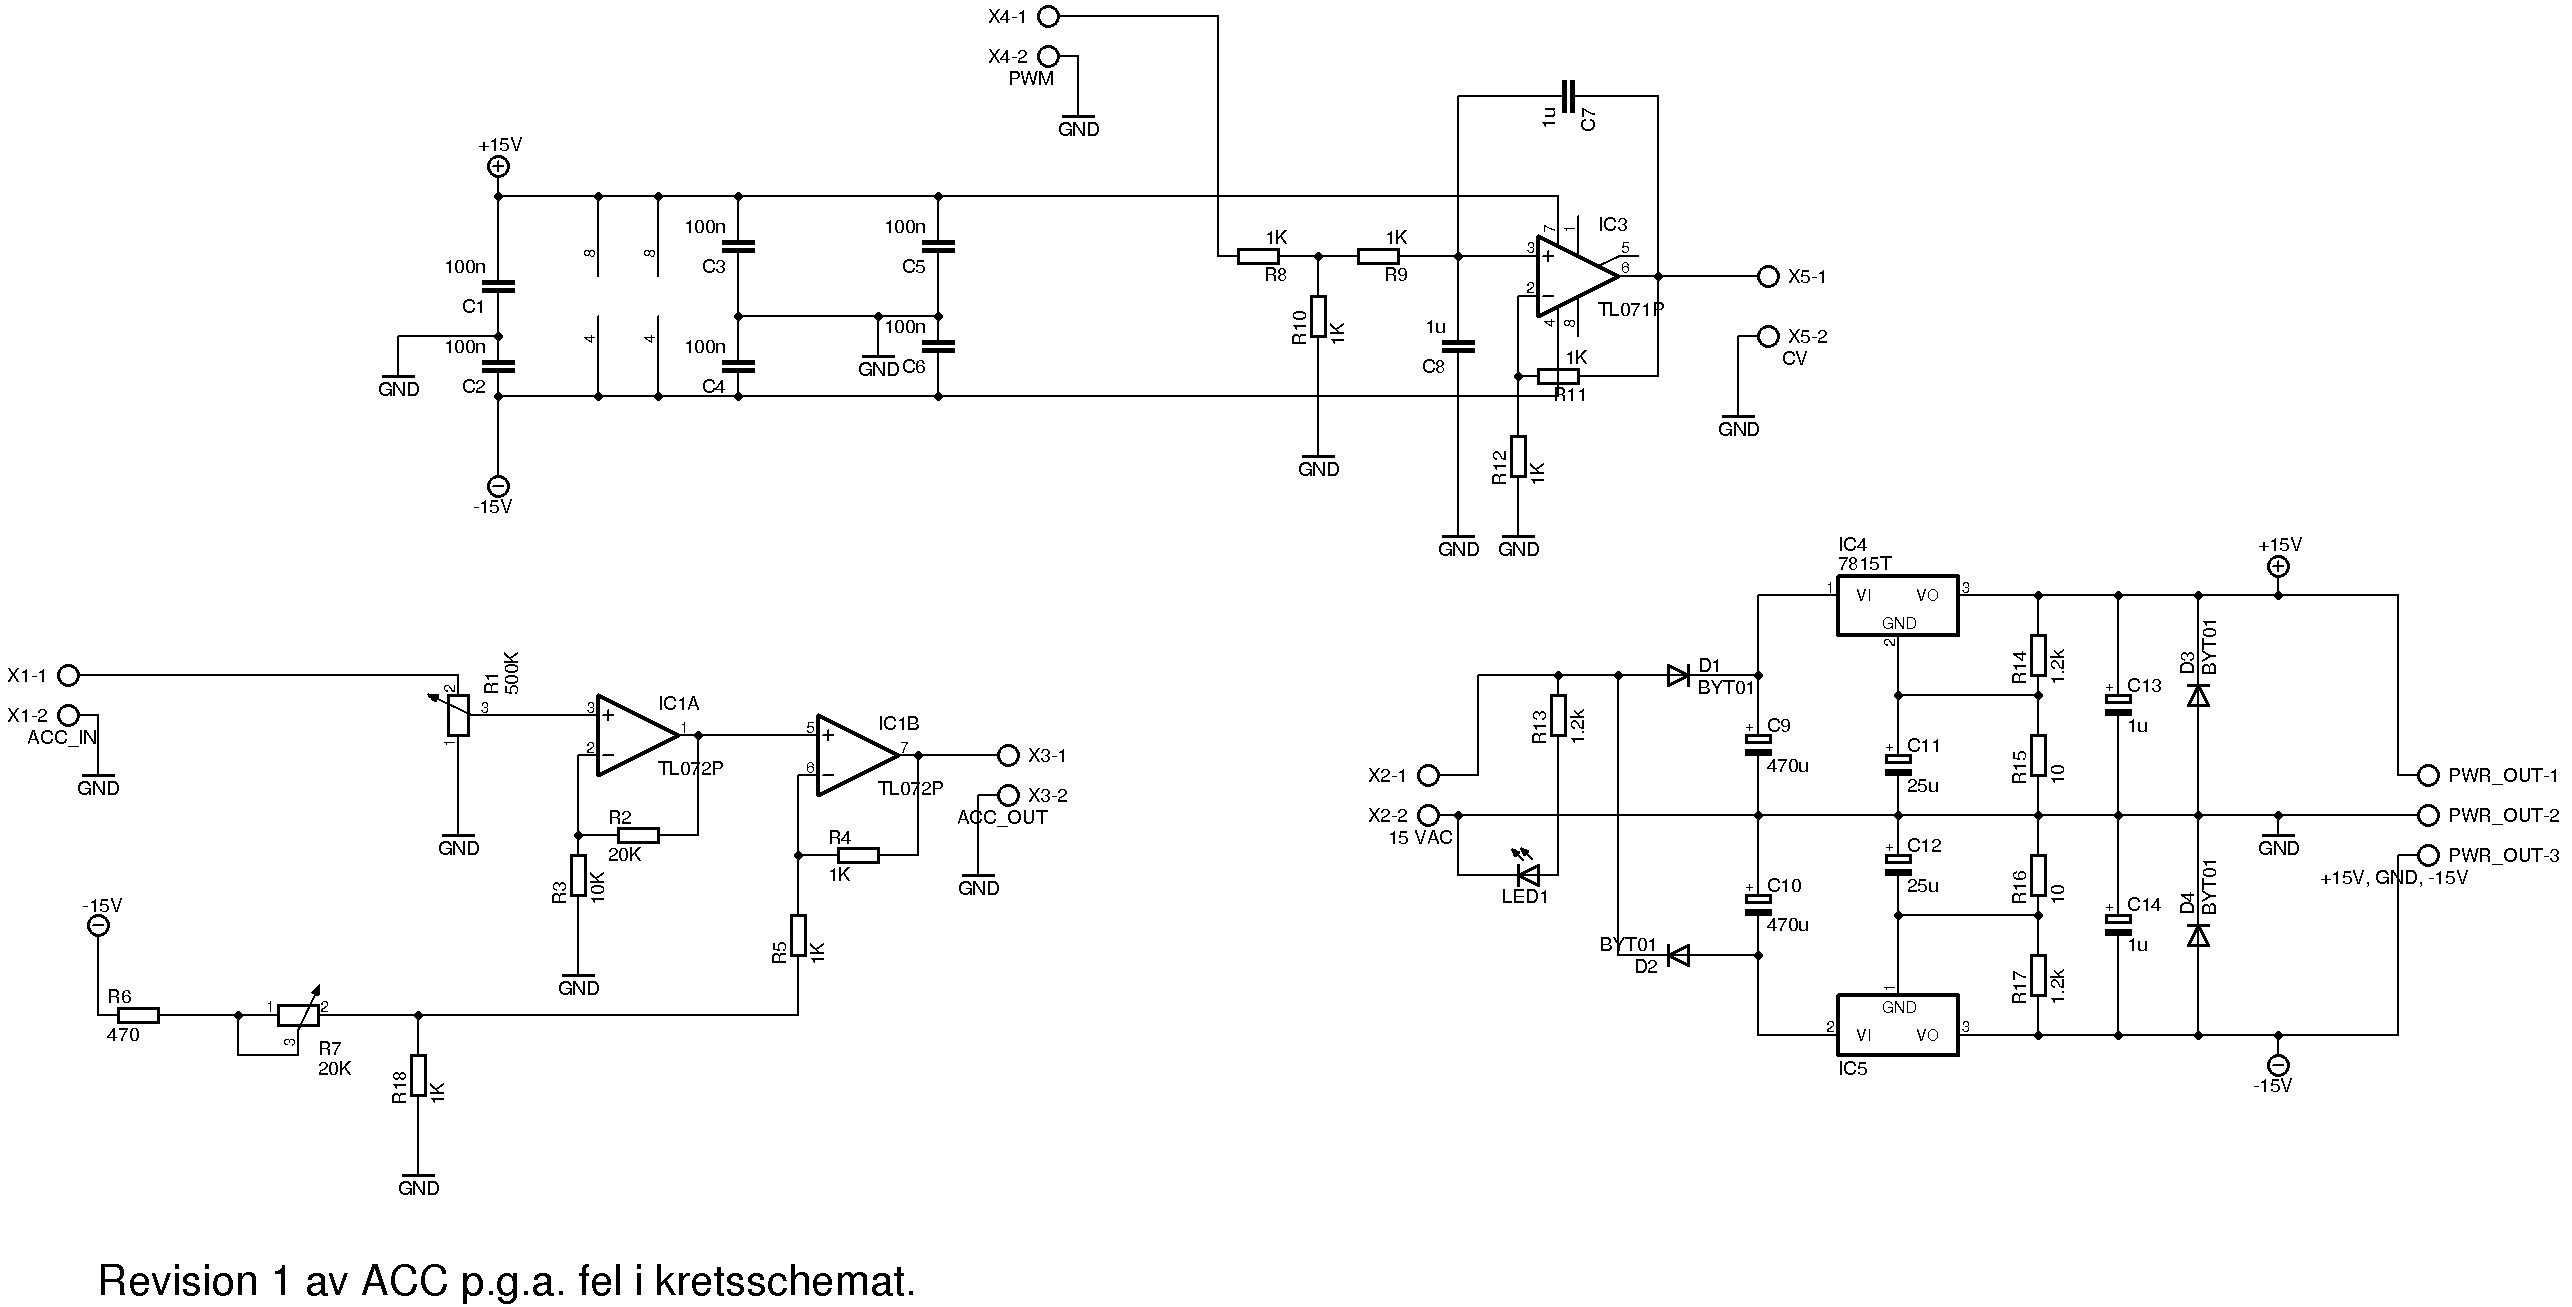 X4-1
X4-2
PWM
GND
1u
C7
+15V
100n
C1
100n
C2
GND
-15V
8
4
8
4
100n
C3
100n
C4
100n
C5
100n
C6
GND
1K
R8
1K
R9
R10
1K
GND
1u
C8
GND
7
1
IC3
3
2
5
6
TL071P
4
8
1K
R11
R12
1K
GND
X5-1
X5-2
CV
GND
X1-1
X1-2
ACC_IN
GND
2
R1
500K
3
1
GND
3
2
IC1A
1
TL072P
R2
20K
R3
10K
GND
5
6
IC1B
7
TL072P
R4
1K
R5
1K
X3-1
X3-2
ACC_OUT
GND
-15V
R6
470
1
2
3
R7
20K
R18
1K
GND
X2-1
X2-2
15 VAC
R13
1.2k
LED1
D1
BYT01
BYT01
D2
C9
470u
C10
470u
IC4
7815T
1
VI
VO
3
GND
2
C11
25u
C12
25u
1
GND
2
VI
VO
3
IC5
R14
1.2k
R15
10
R16
10
R17
1.2k
C13
1u
C14
1u
D3
BYT01
D4
BYT01
+15V
GND
-15V
PWR_OUT-1
PWR_OUT-2
PWR_OUT-3
+15V, GND, -15V
Revision 1 av ACC p.g.a. fel i kretsschemat.